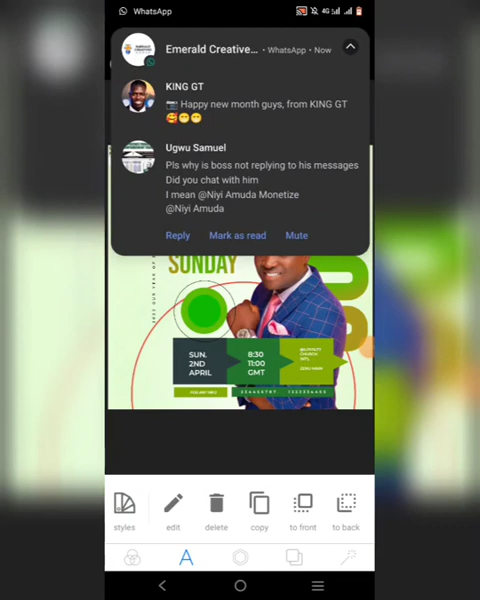 WhatsApp
4G
Emerald Creative... • WhatsApp • Now
KING GT
📷 Happy new month guys, from KING GT
🥰😁😁
Ugwu Samuel
Pls why is boss not replying to his messages
Did you chat with him
I mean @Niyi Amuda Monetize
@Niyi Amuda
Reply Mark as read Mute
SUNDAY
SUN.
2ND
APRIL
8:30
11:00
GMT
CHURCH
styles edit delete copy to front to back
A